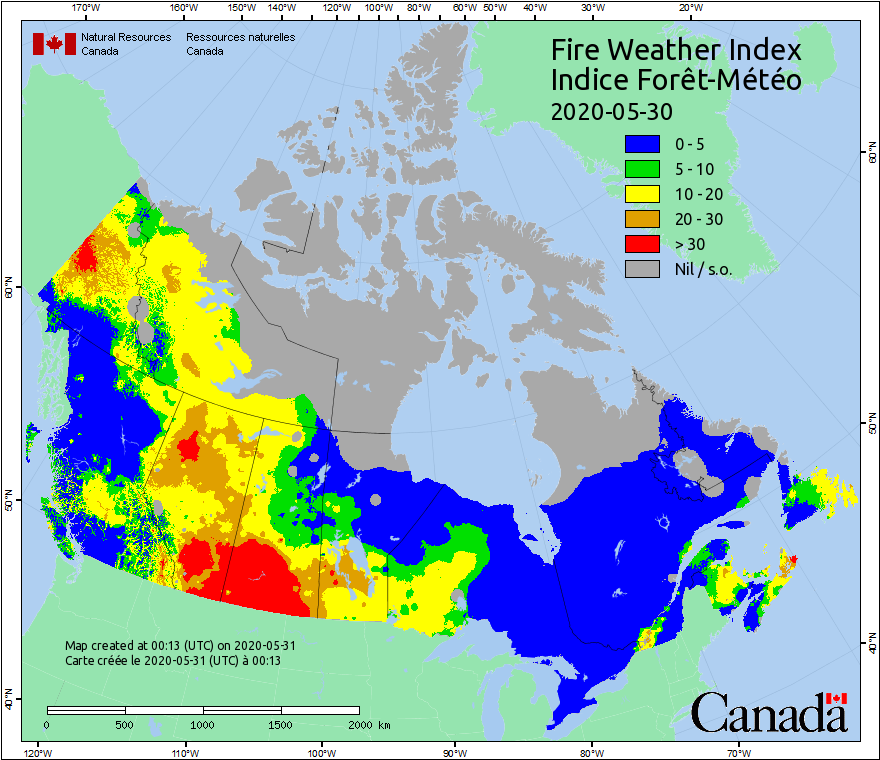 170°W 160°W 150°W 140°W 120°W 100°W 80°W 60°W 50°W 40°W 30°W 20°W
Natural Resources Ressources naturelles
Canada Canada
Fire Weather Index
Indice Forêt-Météo
2020-05-30
0 - 5
5 - 10
10 - 20
20 - 30
> 30
Nil / s.o.
60°N
60°N
50°N
50°N
40°N
40°N
Map created at 00:13 (UTC) on 2020-05-31
Carte créée le 2020-05-31 (UTC) à 00:13
0 500 1000 1500 2000 km
Canada
120°W 110°W 100°W 90°W 80°W 70°W